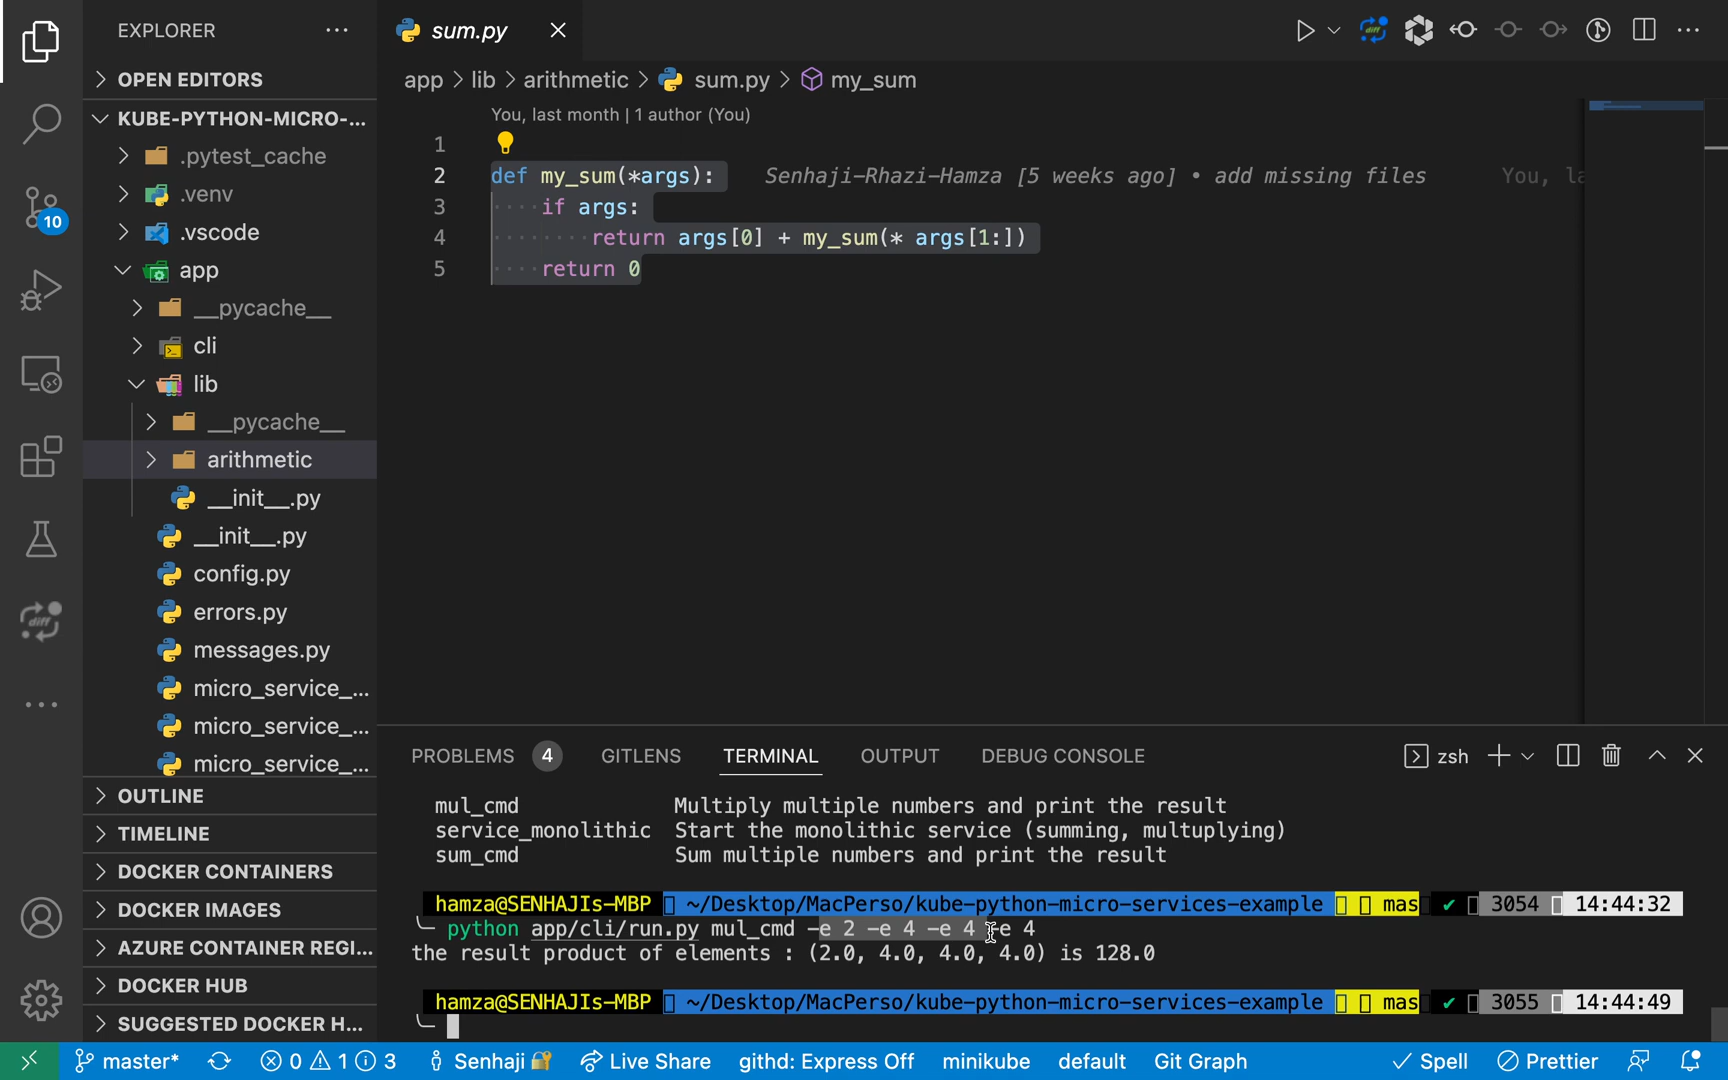 EXPLORER
OPEN EDITORS
KUBE-PYTHON-MICRO-...
.pytest_cache
.venv
.vscode
app
__pycache__
cli
lib
__pycache__
arithmetic
__init__.py
__init__.py
config.py
errors.py
messages.py
micro_service_...
micro_service_...
micro_service_...
OUTLINE
TIMELINE
DOCKER CONTAINERS
DOCKER IMAGES
AZURE CONTAINER REGI...
DOCKER HUB
SUGGESTED DOCKER H...
10
diff
sum.py
diff
app > lib > arithmetic > sum.py > my_sum
You, last month | 1 author (You)
1
2 def my_sum(*args): Senhaji-Rhazi-Hamza [5 weeks ago] • add missing files You, la
3 ····if args:
4 ········return args[0] + my_sum(* args[1:])
5 ····return 0
PROBLEMS 4 GITLENS TERMINAL OUTPUT DEBUG CONSOLE zsh
mul_cmd Multiply multiple numbers and print the result
service_monolithic Start the monolithic service (summing, multuplying)
sum_cmd Sum multiple numbers and print the result
hamza@SENHAJIs-MBP ~/Desktop/MacPerso/kube-python-micro-services-example mas ✔ 3054 14:44:32
python app/cli/run.py mul_cmd -e 2 -e 4 -e 4 -e 4
the result product of elements : (2.0, 4.0, 4.0, 4.0) is 128.0
hamza@SENHAJIs-MBP ~/Desktop/MacPerso/kube-python-micro-services-example mas ✔ 3055 14:44:49
master* 0 1 3 Senhaji Live Share githd: Express Off minikube default Git Graph Spell Prettier